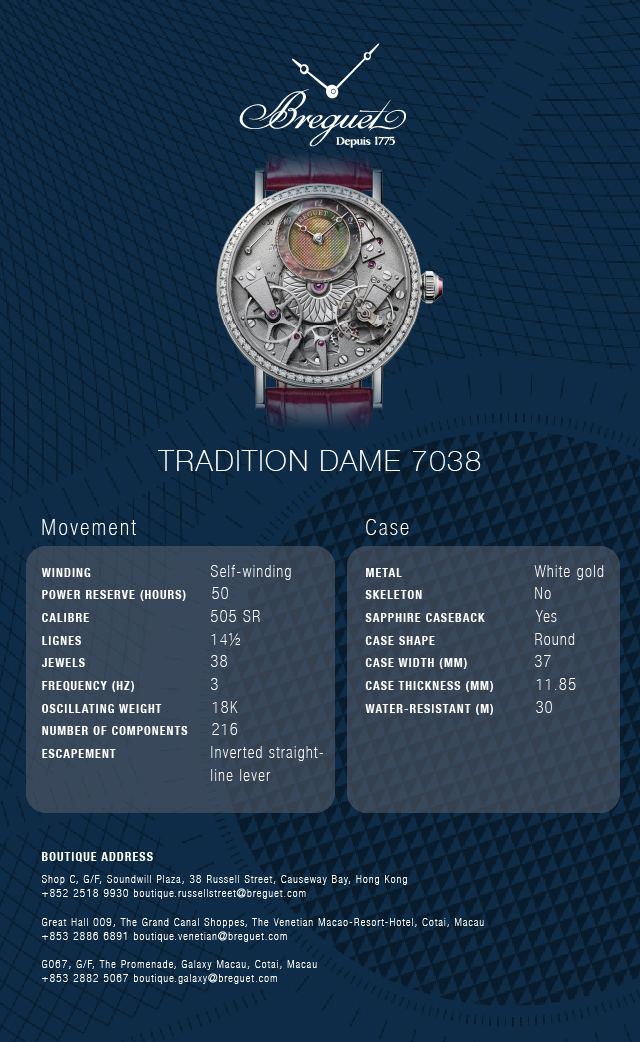 Breguet
Depuis 1775
BREGUET
TRADITION DAME 7038
Movement
WINDING Self-winding
POWER RESERVE (HOURS) 50
CALIBRE 505 SR
LIGNES 14½
JEWELS 38
FREQUENCY (HZ) 3
OSCILLATING WEIGHT 18K
NUMBER OF COMPONENTS 216
ESCAPEMENT Inverted straight-
line lever
Case
METAL White gold
SKELETON No
SAPPHIRE CASEBACK Yes
CASE SHAPE Round
CASE WIDTH (MM) 37
CASE THICKNESS (MM) 11.85
WATER-RESISTANT (M) 30
BOUTIQUE ADDRESS
Shop C, G/F, Soundwill Plaza, 38 Russell Street, Causeway Bay, Hong Kong
+852 2518 9930 boutique.russellstreet@breguet.com
Great Hall 009, The Grand Canal Shoppes, The Venetian Macao-Resort-Hotel, Cotai, Macau
+853 2886 6891 boutique.venetian@breguet.com
G067, G/F, The Promenade, Galaxy Macau, Cotai, Macau
+853 2882 5067 boutique.galaxy@breguet.com